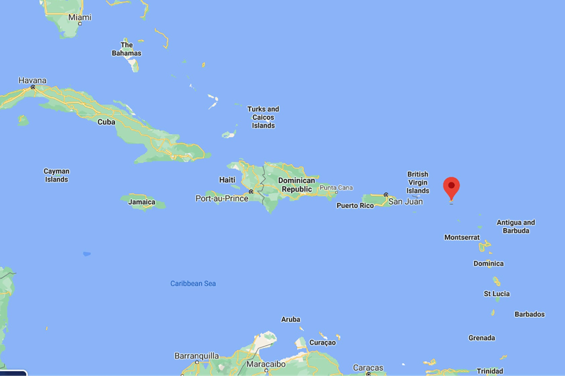 Miami
The
Bahamas
Havana
Turks and
Caicos
Islands
Cuba
Cayman
Islands
Haiti
Dominican
Republic
Punta Cana
British
Virgin
Islands
Jamaica
Port-au-Prince
Puerto Rico
San Juan
Antigua and
Barbuda
Montserrat
Dominica
Caribbean Sea
St Lucia
Barbados
Aruba
Curaçao
Grenada
Barranquilla
Maracaibo
Caracas
Trinidad